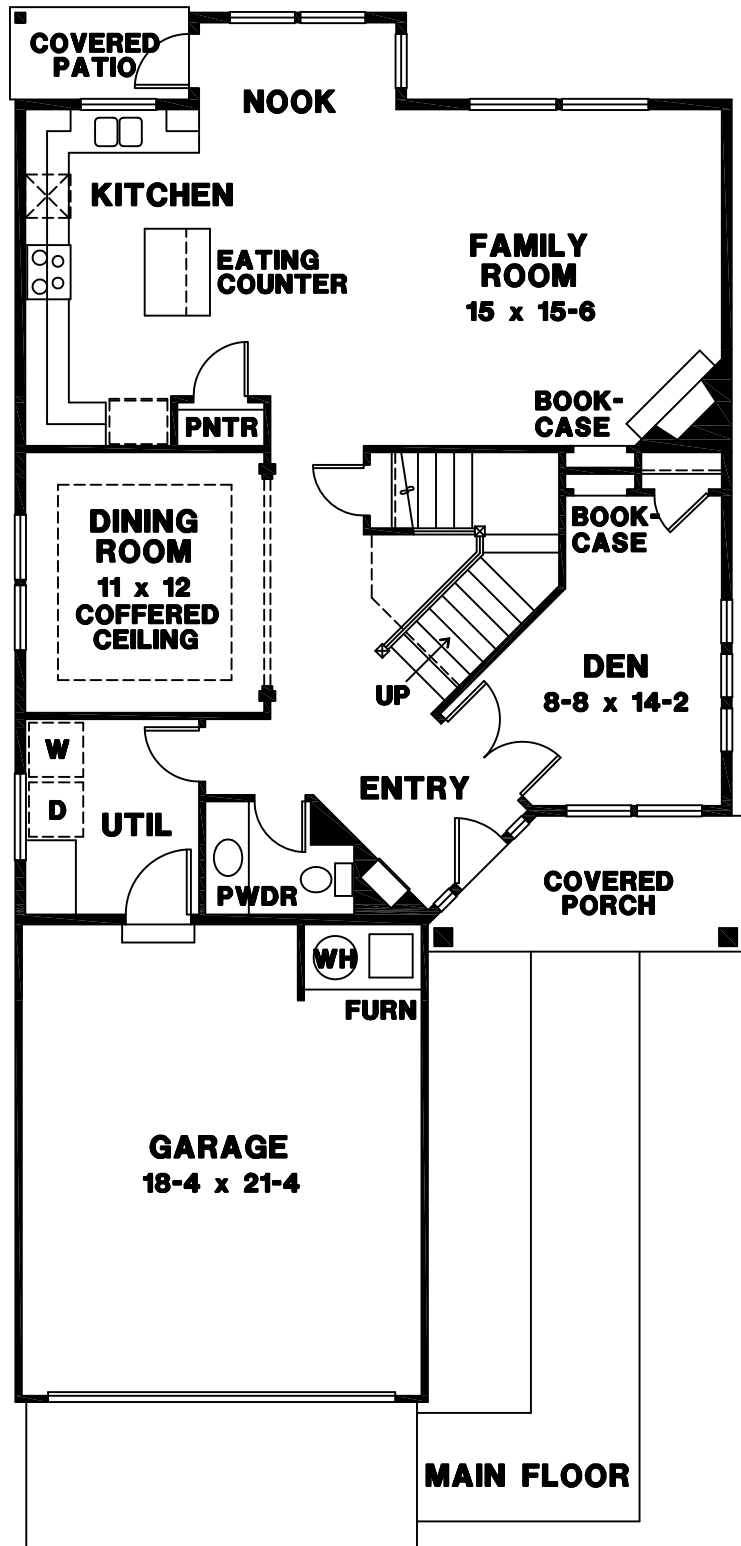 COVERED
PATIO
NOOK
KITCHEN
EATING
COUNTER
FAMILY
ROOM
15 x 15-6
BOOK-
CASE
PNTR
DINING
ROOM
11 x 12
COFFERED
CEILING
BOOK-
CASE
DEN
8-8 x 14-2
UP
W
D
UTIL
ENTRY
PWDR
COVERED
PORCH
WH
FURN
GARAGE
18-4 x 21-4
MAIN FLOOR